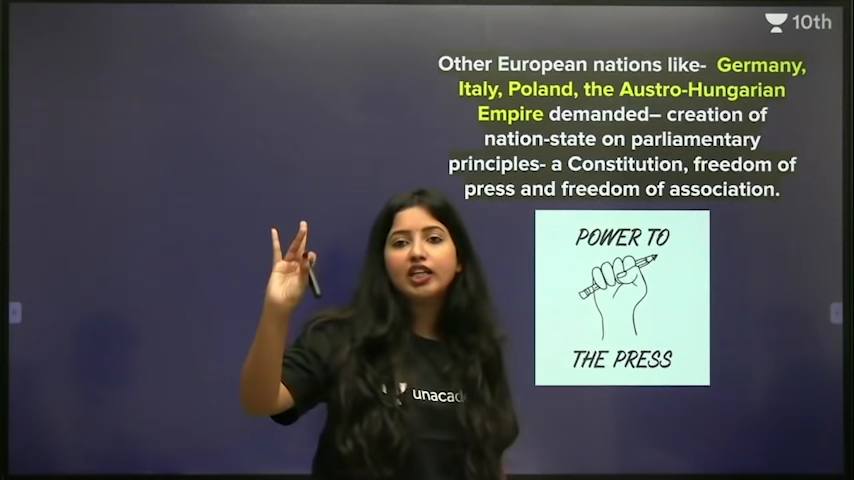 10th
Other European nations like- Germany,
Italy, Poland, the Austro-Hungarian
Empire demanded– creation of
nation-state on parliamentary
principles- a Constitution, freedom of
press and freedom of association.
POWER TO
THE PRESS
unacad